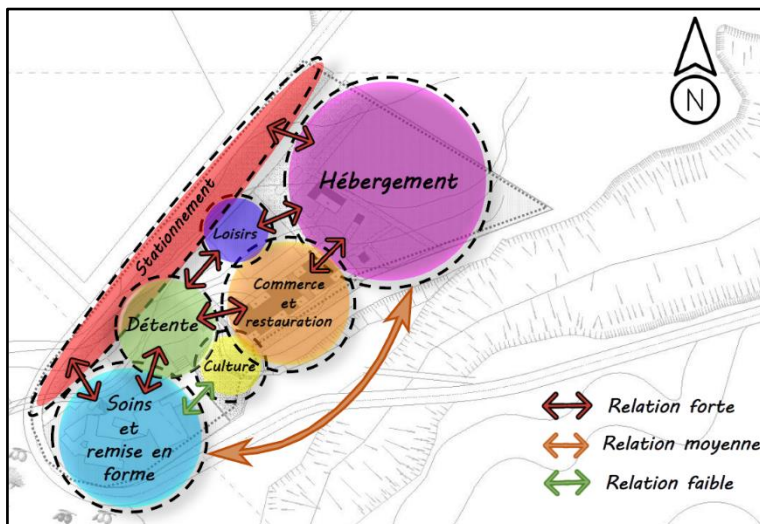 N
Hébergement
Stationnement
Loisirs
Commerce
et
restauration
Détente
Culture
Soins
et
remise en
forme
Relation forte
Relation moyenne
Relation faible